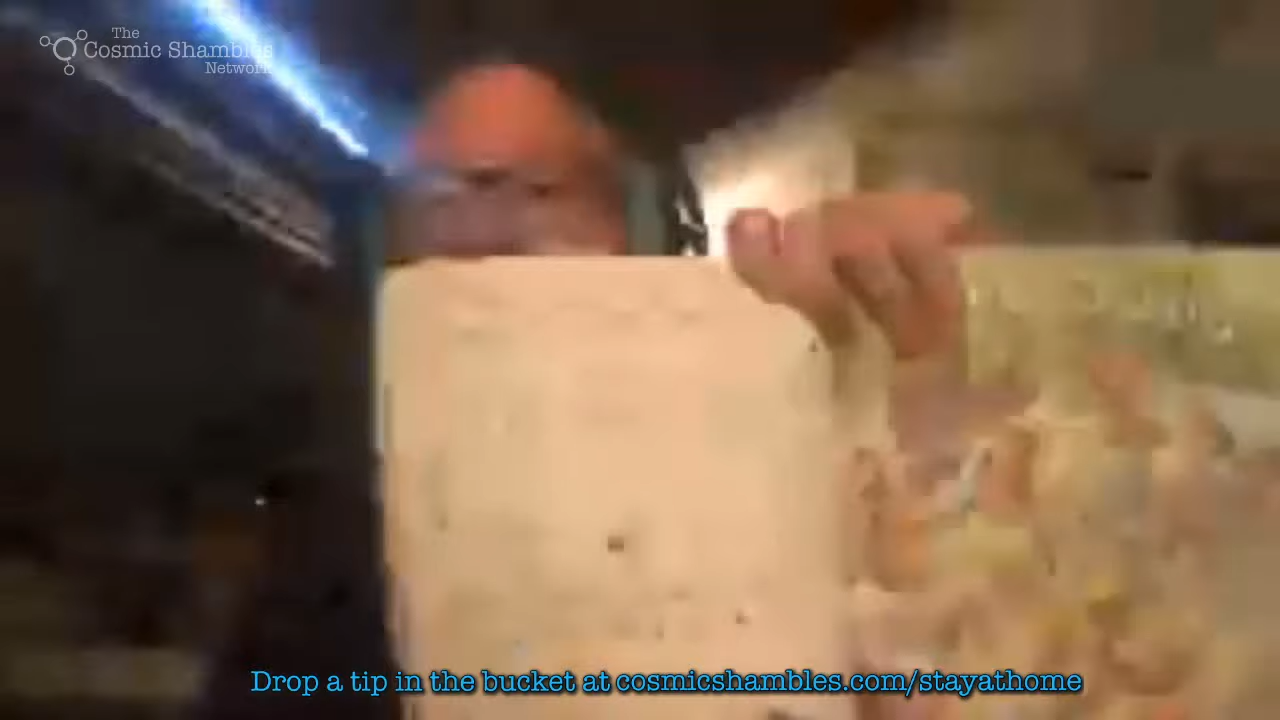 The
Cosmic Shambles
Network
Drop a tip in the bucket at cosmicshambles.com/stayathome